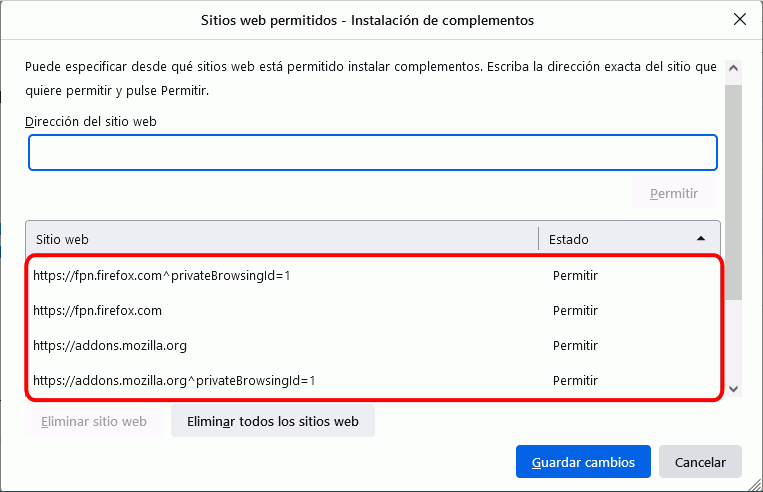 Sitios web permitidos - Instalación de complementos
Puede especificar desde qué sitios web está permitido instalar complementos. Escriba la dirección exacta del sitio que
quiere permitir y pulse Permitir.
Dirección del sitio web
Permitir
Sitio web Estado
https://fpn.firefox.com^privateBrowsingId=1 Permitir
https://fpn.firefox.com Permitir
https://addons.mozilla.org Permitir
https://addons.mozilla.org^privateBrowsingId=1 Permitir
Eliminar sitio web Eliminar todos los sitios web
Guardar cambios Cancelar